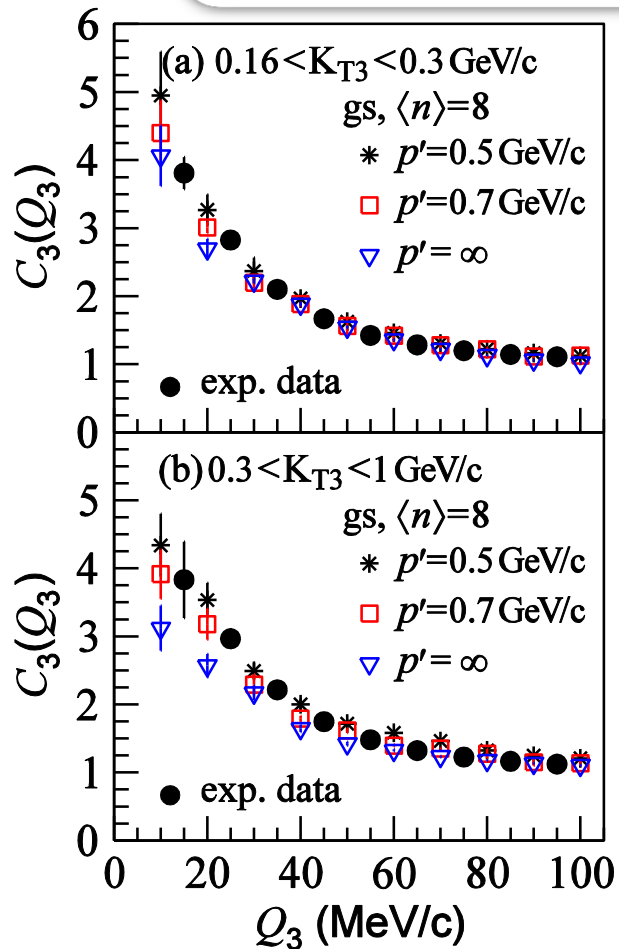 6
(a) 0.16<K_T3<0.3 GeV/c
gs, ⟨n⟩=8
5
p'=0.5 GeV/c
4
p'=0.7 GeV/c
3
p'=∞
C₃(Q₃)
2
1
exp. data
0
(b) 0.3<K_T3<1 GeV/c
5
gs, ⟨n⟩=8
4
p'=0.5 GeV/c
3
p'=0.7 GeV/c
p'=∞
C₃(Q₃)
2
1
exp. data
0
0 20 40 60 80 100
Q₃ (MeV/c)